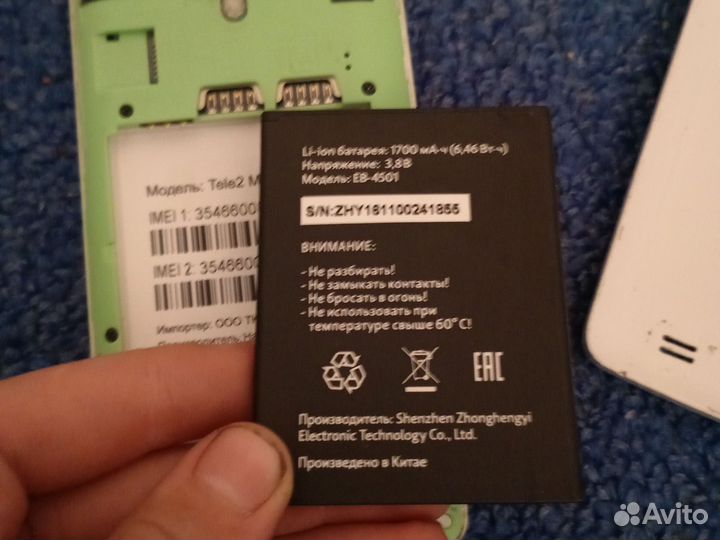 Модель: Tele2
IMEI 1:
IMEI 2:
Импортер: ООО
Производитель
Li-ion батарея: 1700 мА·ч (6,46 Вт·ч)
Напряжение: 3,8В
Модель: EB-4501
S/N:ZHY181100241855
ВНИМАНИЕ:
- Не разбирать!
- Не замыкать контакты!
- Не бросать в огонь!
- Не использовать при
температуре свыше 60°C!
EAC
Производитель: Shenzhen Zhonghengyi
Electronic Technology Co., Ltd.
Произведено в Китае
Avito